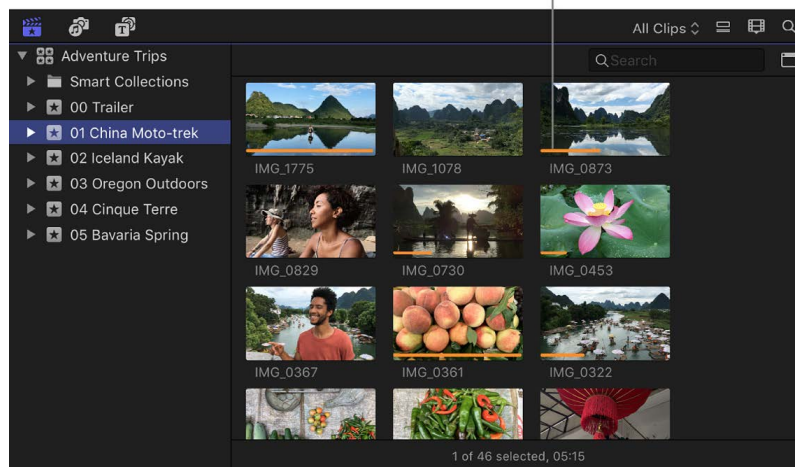 All Clips
Adventure Trips
Search
Smart Collections
00 Trailer
01 China Moto-trek
02 Iceland Kayak
03 Oregon Outdoors
04 Cinque Terre
05 Bavaria Spring
IMG_1775
IMG_1078
IMG_0873
IMG_0829
IMG_0730
IMG_0453
IMG_0367
IMG_0361
IMG_0322
1 of 46 selected, 05:15